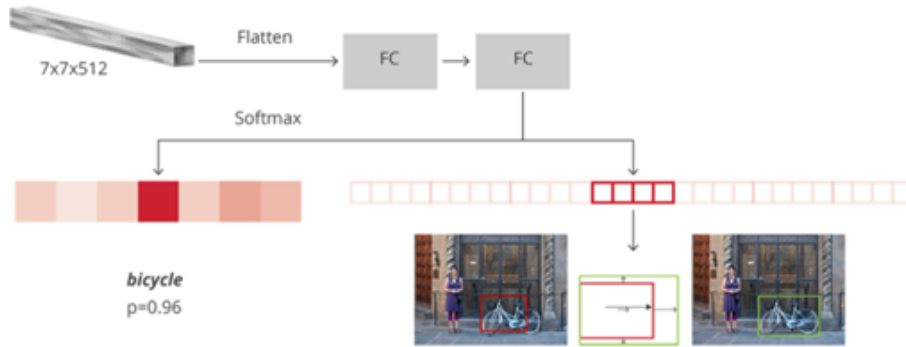 Flatten
7x7x512
FC
FC
Softmax
bicycle
p=0.96